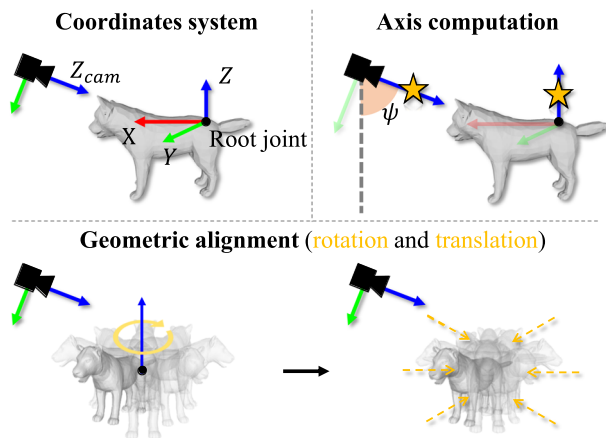 Coordinates system
Axis computation
Z_cam
Z
X
Y
Root joint
ψ
Geometric alignment (rotation and translation)